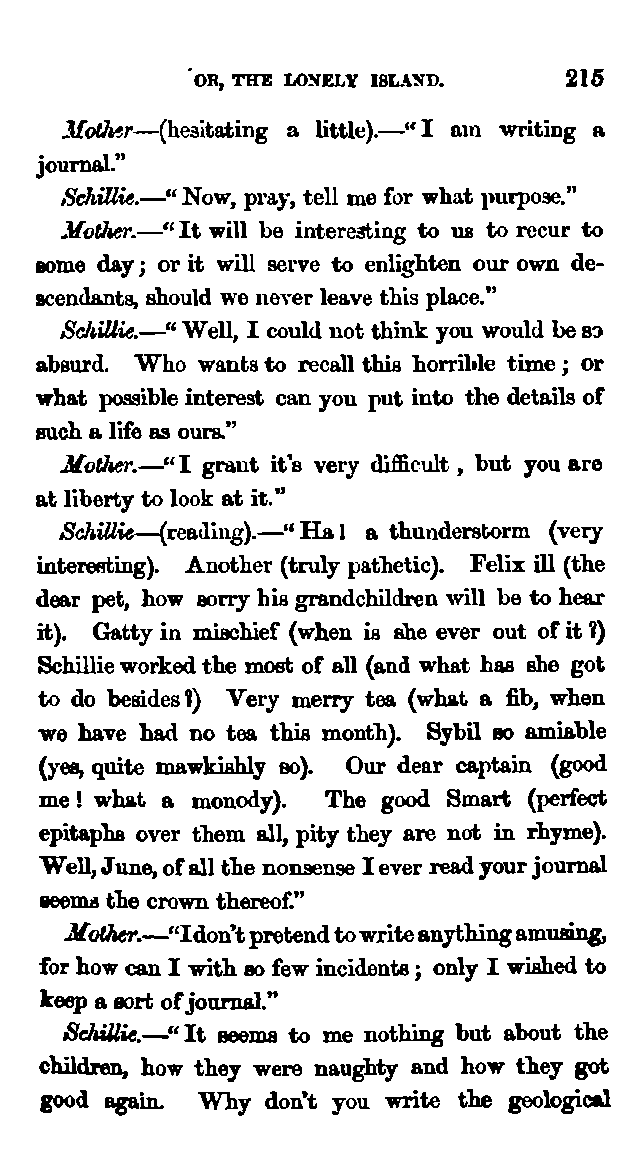 OR, THE LONELY ISLAND. 215
Mother—(hesitating a little).—“I am writing a
journal.”
Schillie.—“Now, pray, tell me for what purpose.”
Mother.—“It will be interesting to us to recur to
some day; or it will serve to enlighten our own de-
scendants, should we never leave this place.”
Schillie.—“Well, I could not think you would be so
absurd. Who wants to recall this horrible time; or
what possible interest can you put into the details of
such a life as ours.”
Mother.—“I grant it's very difficult, but you are
at liberty to look at it.”
Schillie—(reading).—“Ha! a thunderstorm (very
interesting). Another (truly pathetic). Felix ill (the
dear pet, how sorry his grandchildren will be to hear
it). Gatty in mischief (when is she ever out of it?)
Schillie worked the most of all (and what has she got
to do besides?) Very merry tea (what a fib, when
we have had no tea this month). Sybil so amiable
(yes, quite mawkishly so). Our dear captain (good
me! what a monody). The good Smart (perfect
epitaphs over them all, pity they are not in rhyme).
Well, June, of all the nonsense I ever read your journal
seems the crown thereof.”
Mother.—“I don't pretend to write anything amusing,
for how can I with so few incidents; only I wished to
keep a sort of journal.”
Schillie.—“It seems to me nothing but about the
children, how they were naughty and how they got
good again. Why don't you write the geological